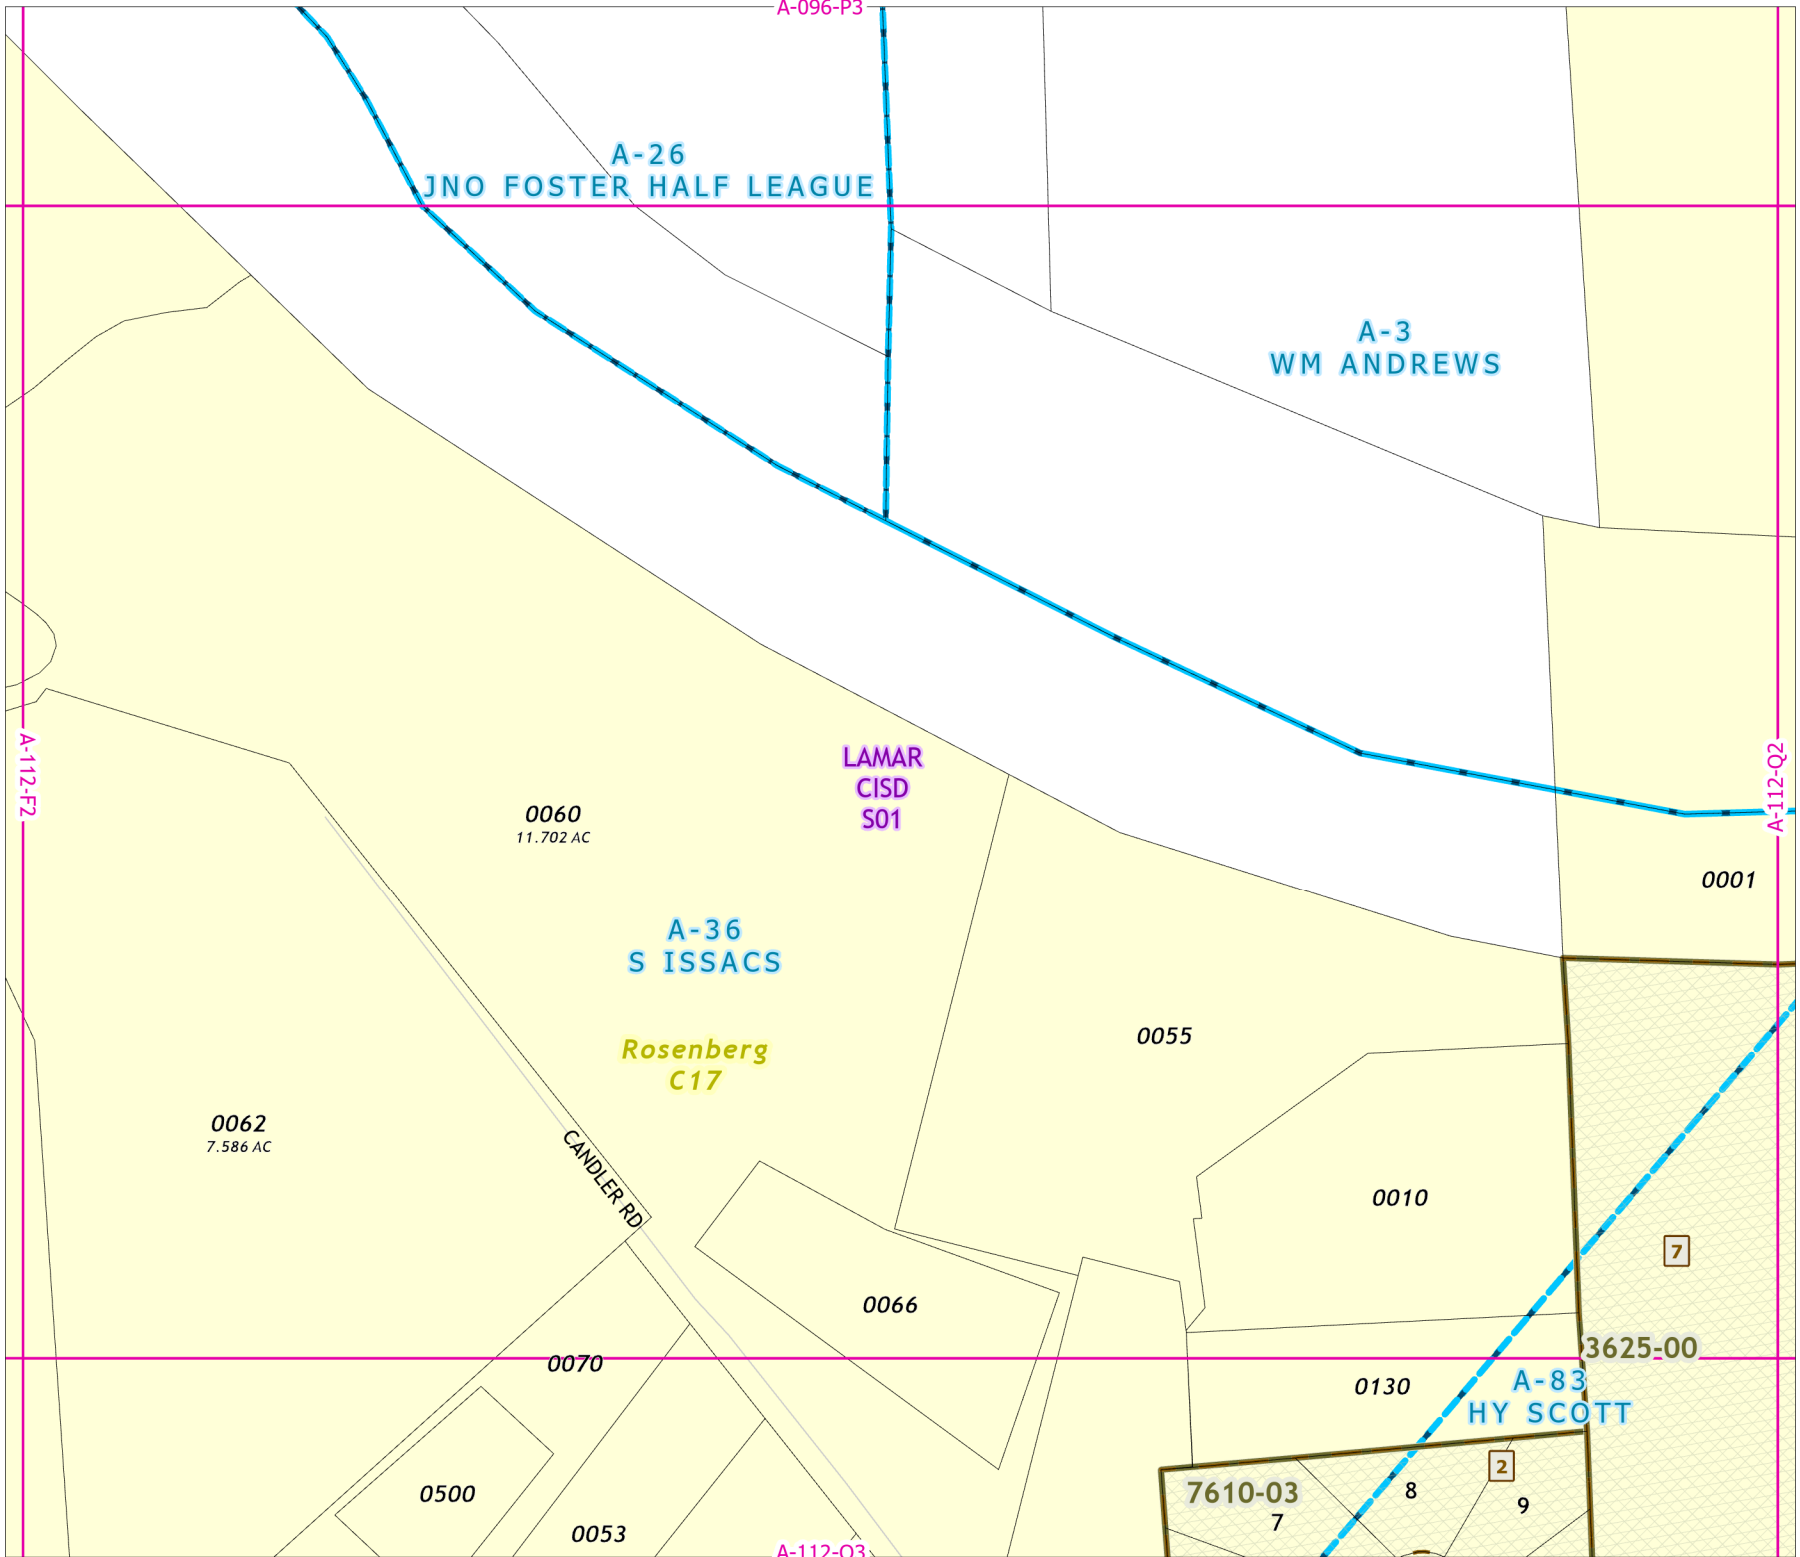 A-096-P3
A-26
JNO FOSTER HALF LEAGUE
A-3
WM ANDREWS
A-112-F2
A-112-Q2
LAMAR
CISD
S01
0060
11.702 AC
0001
A-36
S ISSACS
Rosenberg
C17
0055
0062
7.586 AC
CANDLER RD
0010
7
0066
3625-00
0070
0130
A-83
HY SCOTT
2
7610-03
8
9
7
0500
0053
A-112-O3